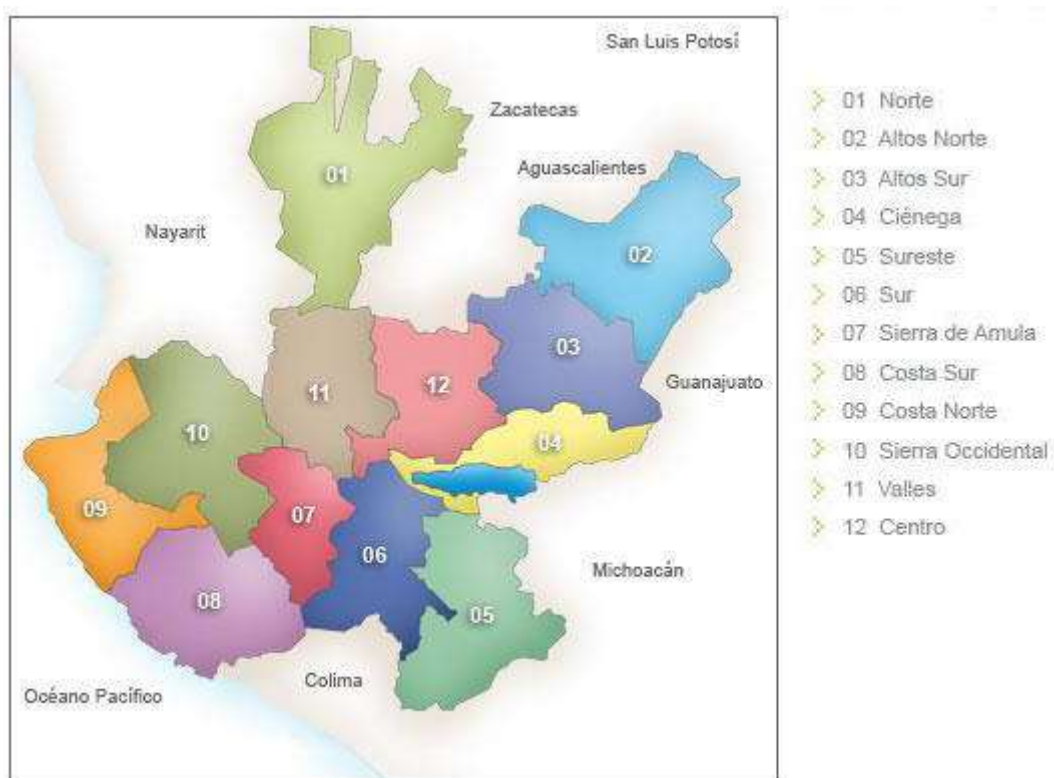 San Luis Potosí
Zacatecas
Aguascalientes
01
Nayarit
02
03
Guanajuato
11
12
10
04
09
07
06
Michoacán
08
05
Colima
Océano Pacífico
01 Norte
02 Altos Norte
03 Altos Sur
04 Ciénega
05 Sureste
06 Sur
07 Sierra de Amula
08 Costa Sur
09 Costa Norte
10 Sierra Occidental
11 Valles
12 Centro